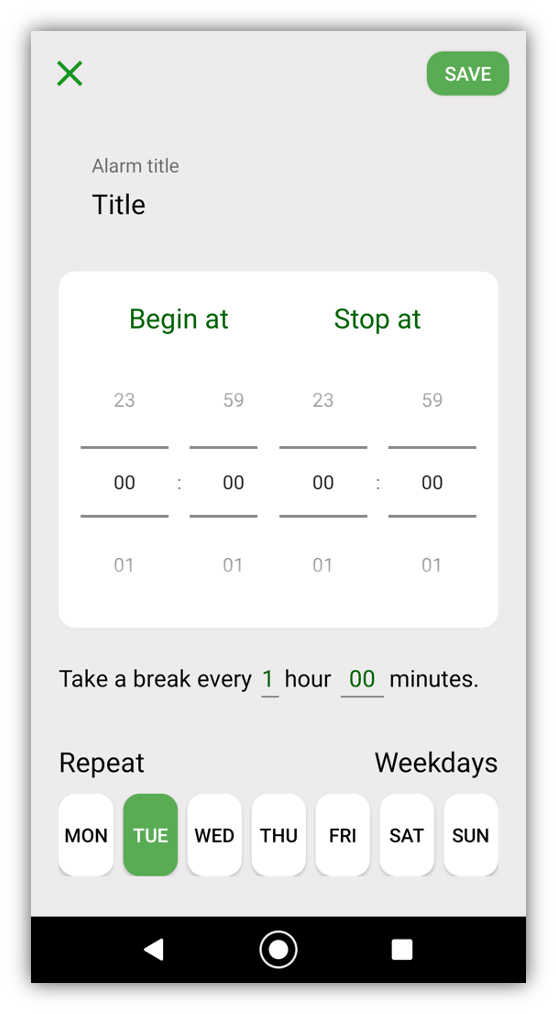 SAVE
Alarm title
Title
Begin at Stop at
23 59 23 59
00 : 00 00 : 00
01 01 01 01
Take a break every 1 hour 00 minutes.
Repeat Weekdays
MON TUE WED THU FRI SAT SUN